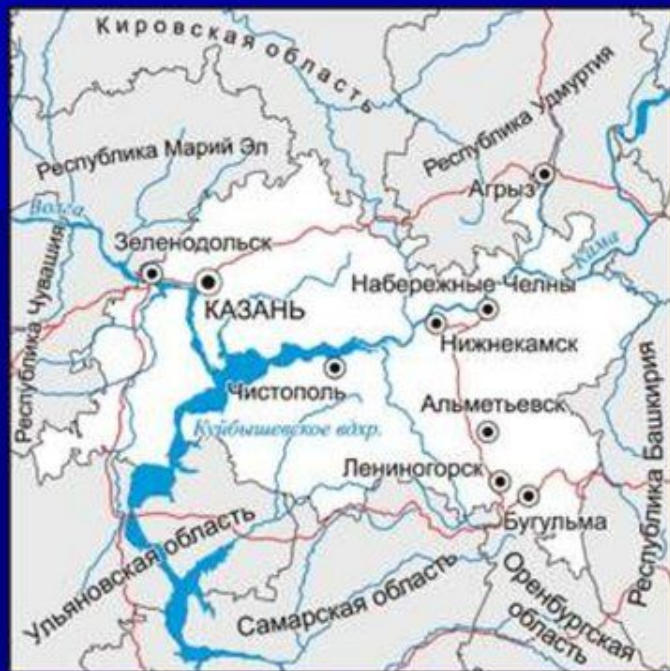 Кировская область
Республика Удмуртия
Республика Марий Эл
Агрыз
Волга
Зеленодольск
Кама
Республика Чувашия
Набережные Челны
КАЗАНЬ
Нижнекамск
Чистополь
Альметьевск
Куйбышевское вдхр.
Республика Башкирия
Лениногорск
Бугульма
Ульяновская область
Самарская область
Оренбургская
область